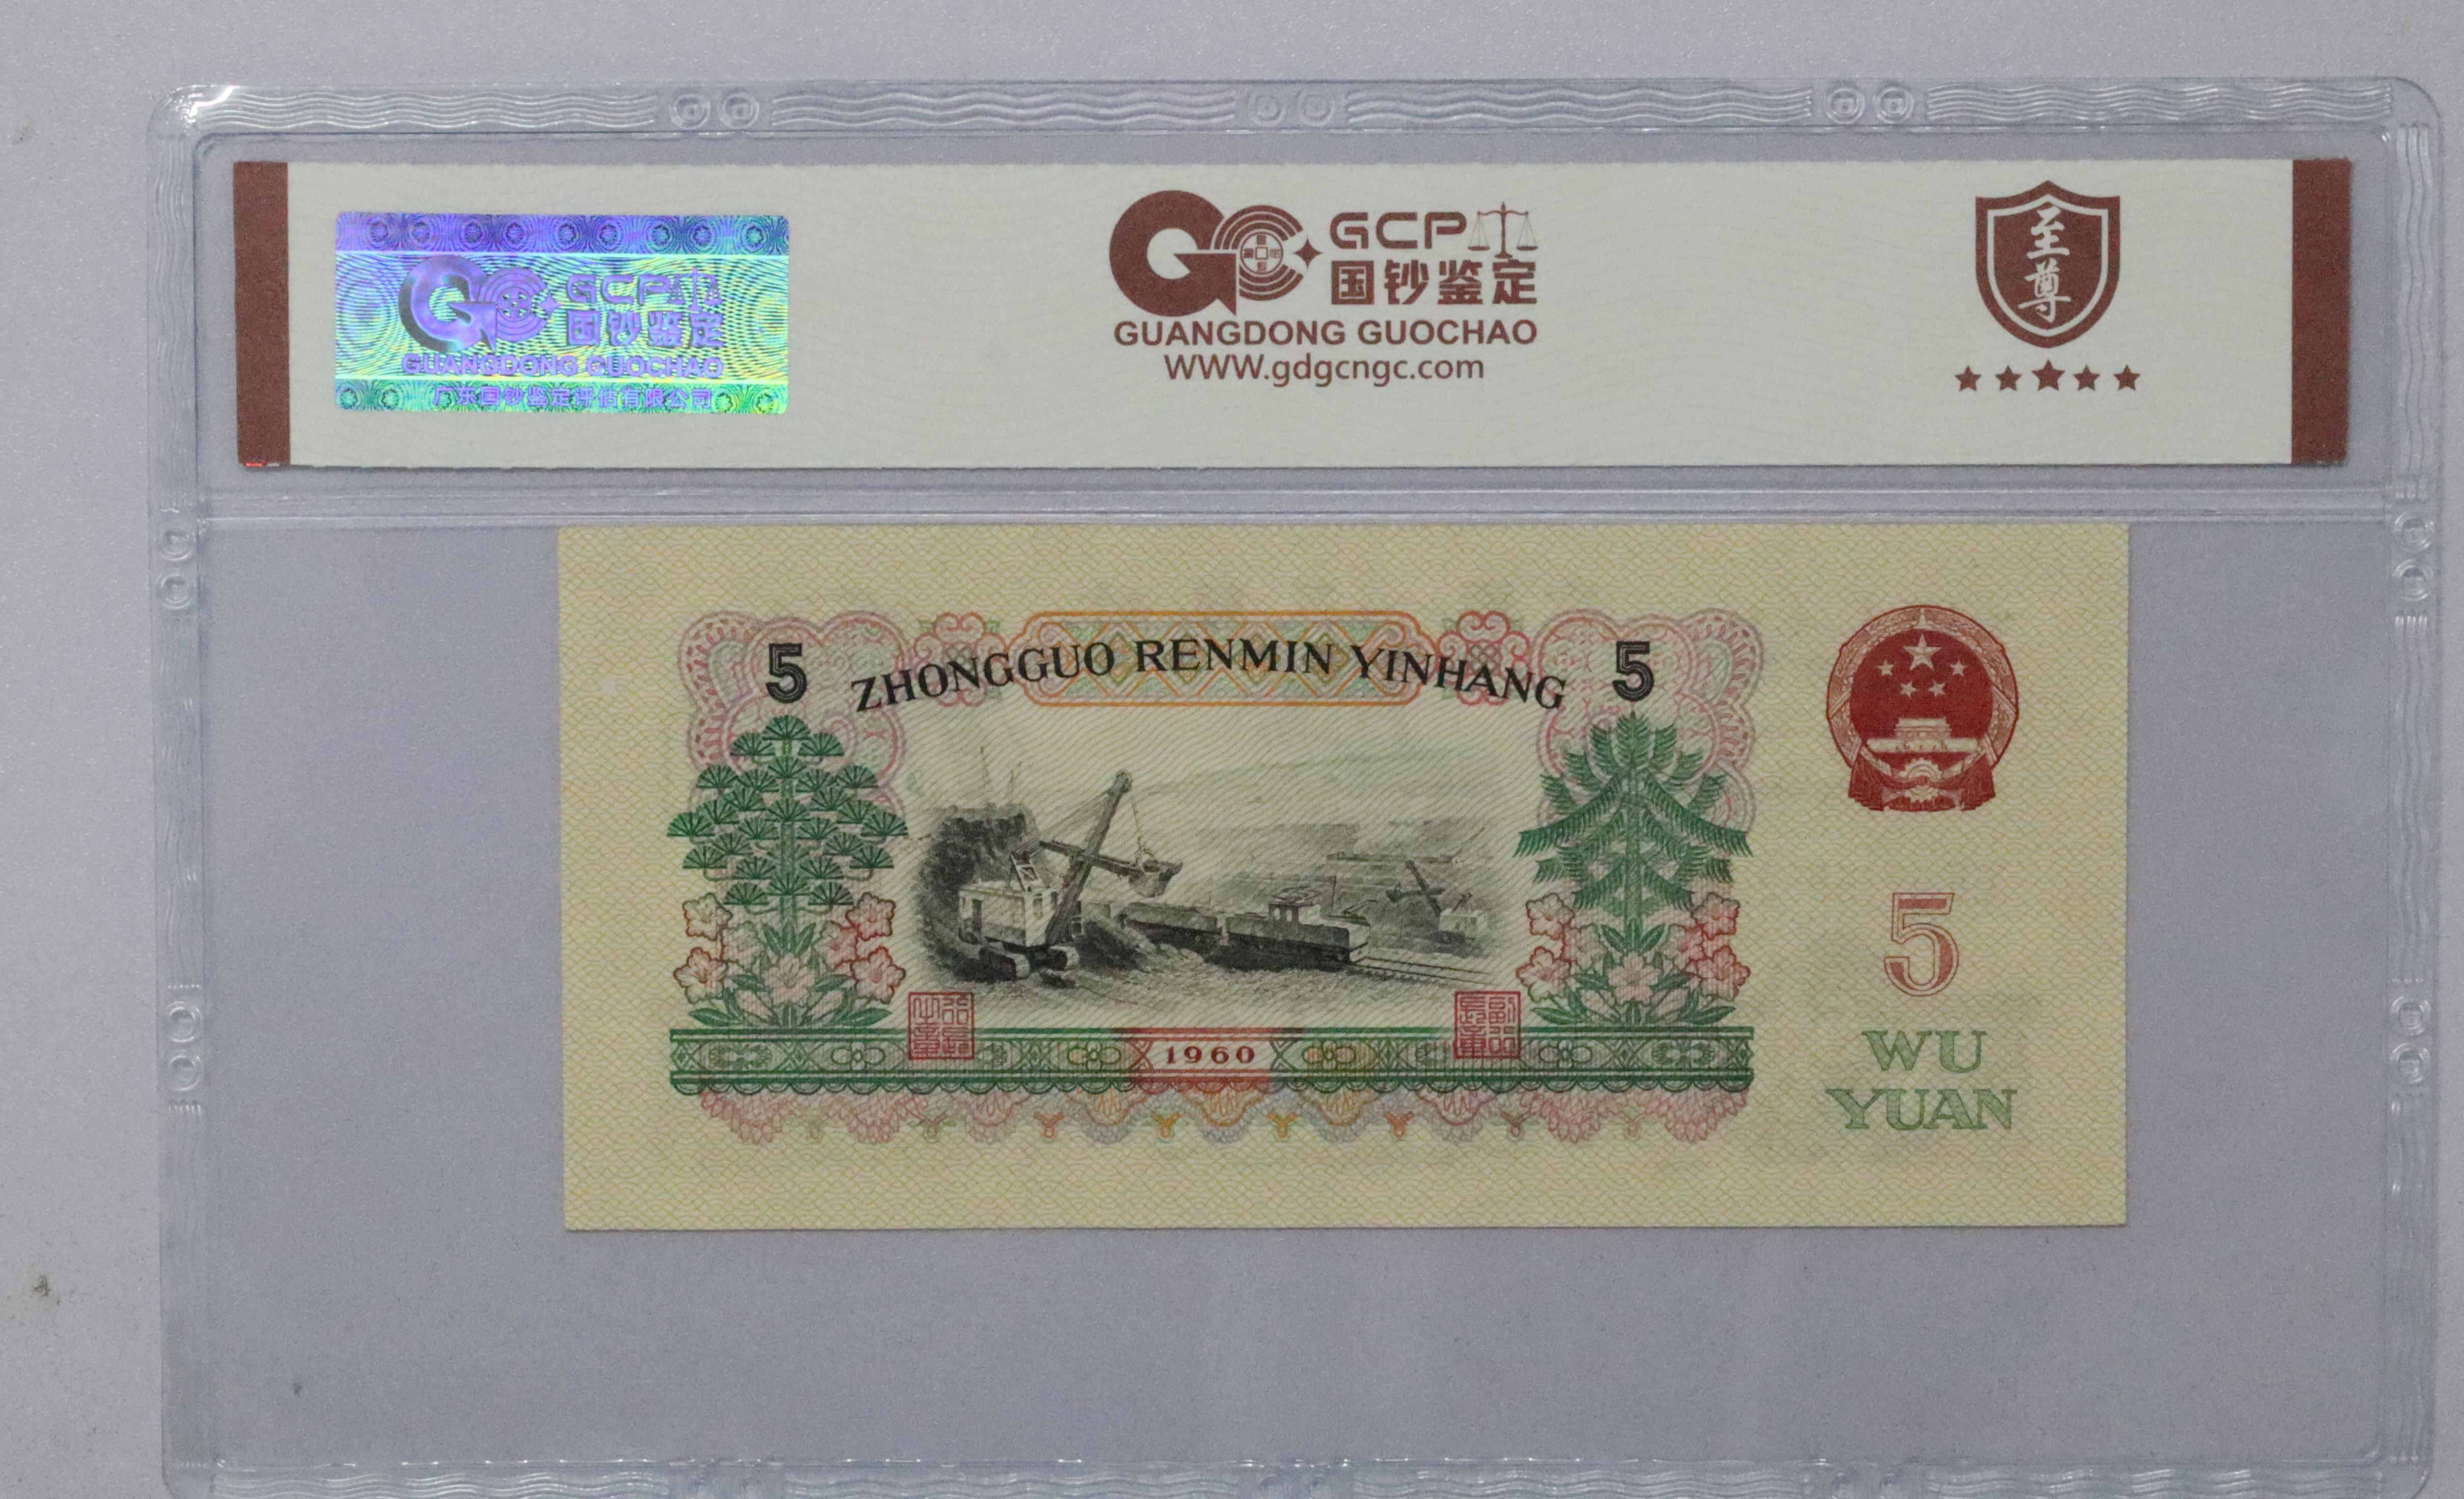 GCP
国钞鉴定
GUANGDONG GUOCHAO
广东国钞鉴定评估有限公司
GCP
国钞鉴定
GUANGDONG GUOCHAO
WWW.gdgcngc.com
至尊
5 ZHONGGUO RENMIN YINHANG 5
5
WU
YUAN
1960